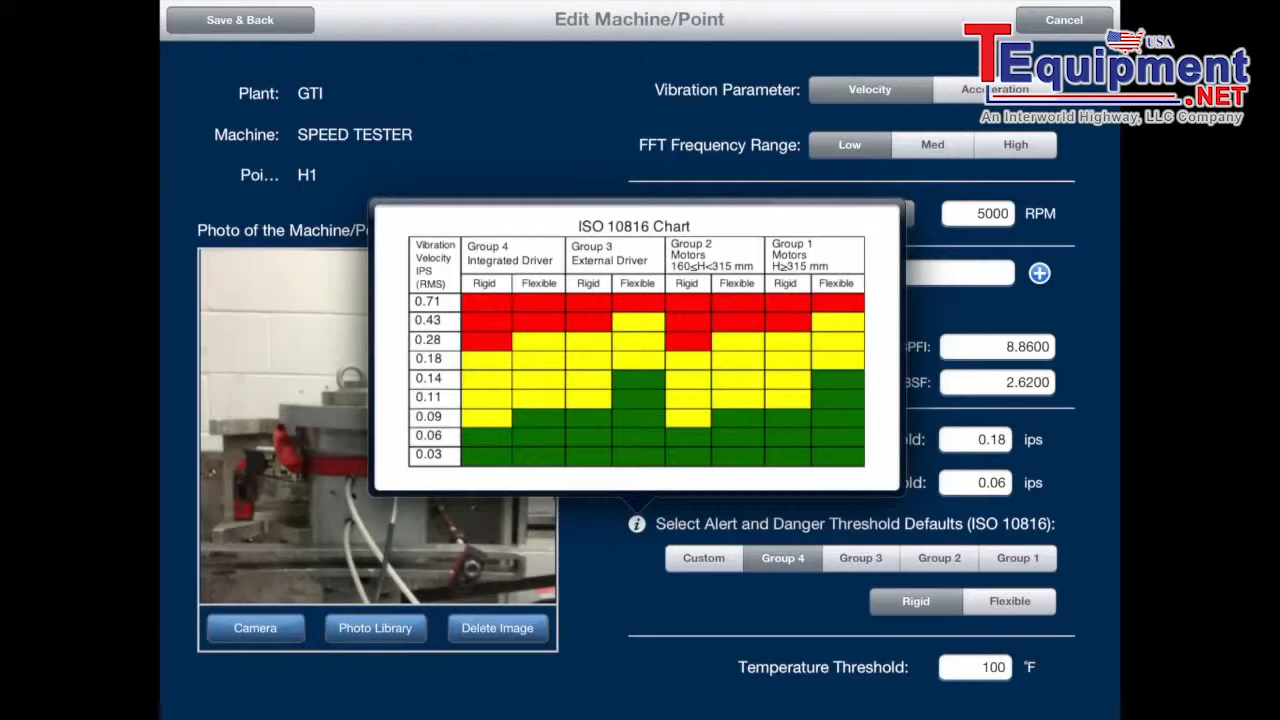 Save & Back
Edit Machine/Point
Cancel
USA
TEquipment
.NET
An Interworld Highway, LLC Company
Plant: GTI
Machine: SPEED TESTER
Poi... H1
Photo of the Machine/P
Vibration Parameter: Velocity Acceleration
FFT Frequency Range: Low Med High
5000 RPM
ISO 10816 Chart
Vibration Velocity IPS (RMS)
Group 4 Integrated Driver
Group 3 External Driver
Group 2 Motors 160≤H<315 mm
Group 1 Motors H≥315 mm
Rigid Flexible Rigid Flexible Rigid Flexible Rigid Flexible
0.71
0.43
0.28
0.18
0.14
0.11
0.09
0.06
0.03
PFI: 8.8600
SF: 2.6200
ld: 0.18 ips
ld: 0.06 ips
i Select Alert and Danger Threshold Defaults (ISO 10816):
Custom Group 4 Group 3 Group 2 Group 1
Rigid Flexible
Camera Photo Library Delete Image
Temperature Threshold: 100 °F